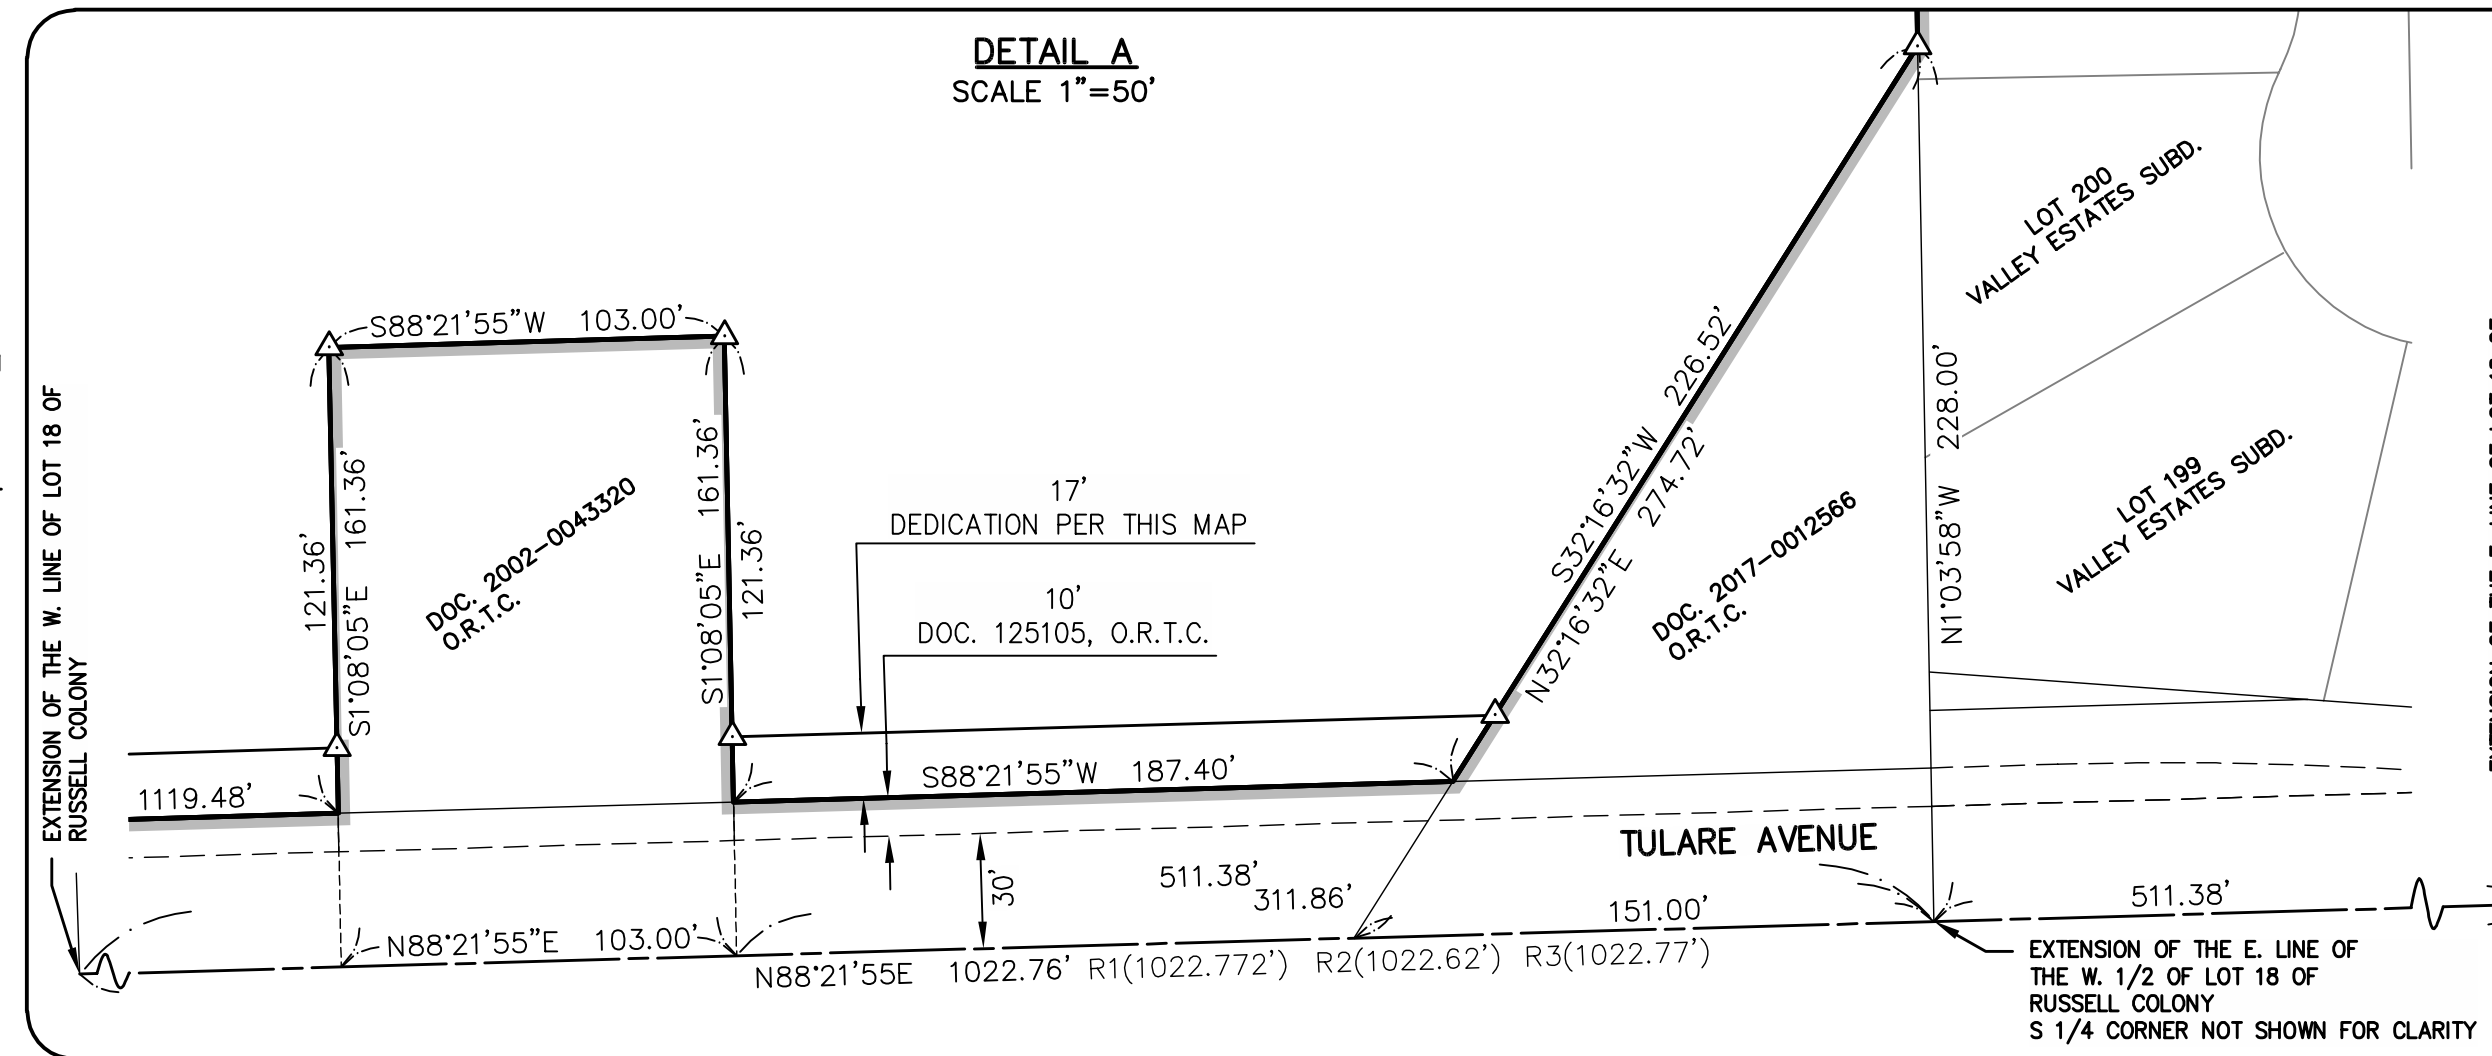 DETAIL A
SCALE 1"=50'
S88°21'55"W 103.00'
EXTENSION OF THE W. LINE OF LOT 18 OF
RUSSELL COLONY
121.36'
S1°08'05"E 161.36'
DOC. 2002-0043320
O.R.T.C.
S1°08'05"E 161.36'
121.36'
17'
DEDICATION PER THIS MAP
10'
DOC. 125105, O.R.T.C.
S32°16'32"W 226.52'
N32°16'32"E 274.72'
DOC. 2017-0012566
O.R.T.C.
N1°03'58"W 228.00'
LOT 200
VALLEY ESTATES SUBD.
LOT 199
VALLEY ESTATES SUBD.
1119.48'
S88°21'55"W 187.40'
TULARE AVENUE
30'
511.38'
311.86'
151.00'
511.38'
N88°21'55"E 103.00'
N88°21'55E 1022.76' R1(1022.772') R2(1022.62') R3(1022.77')
EXTENSION OF THE E. LINE OF
THE W. 1/2 OF LOT 18 OF
RUSSELL COLONY
S 1/4 CORNER NOT SHOWN FOR CLARITY